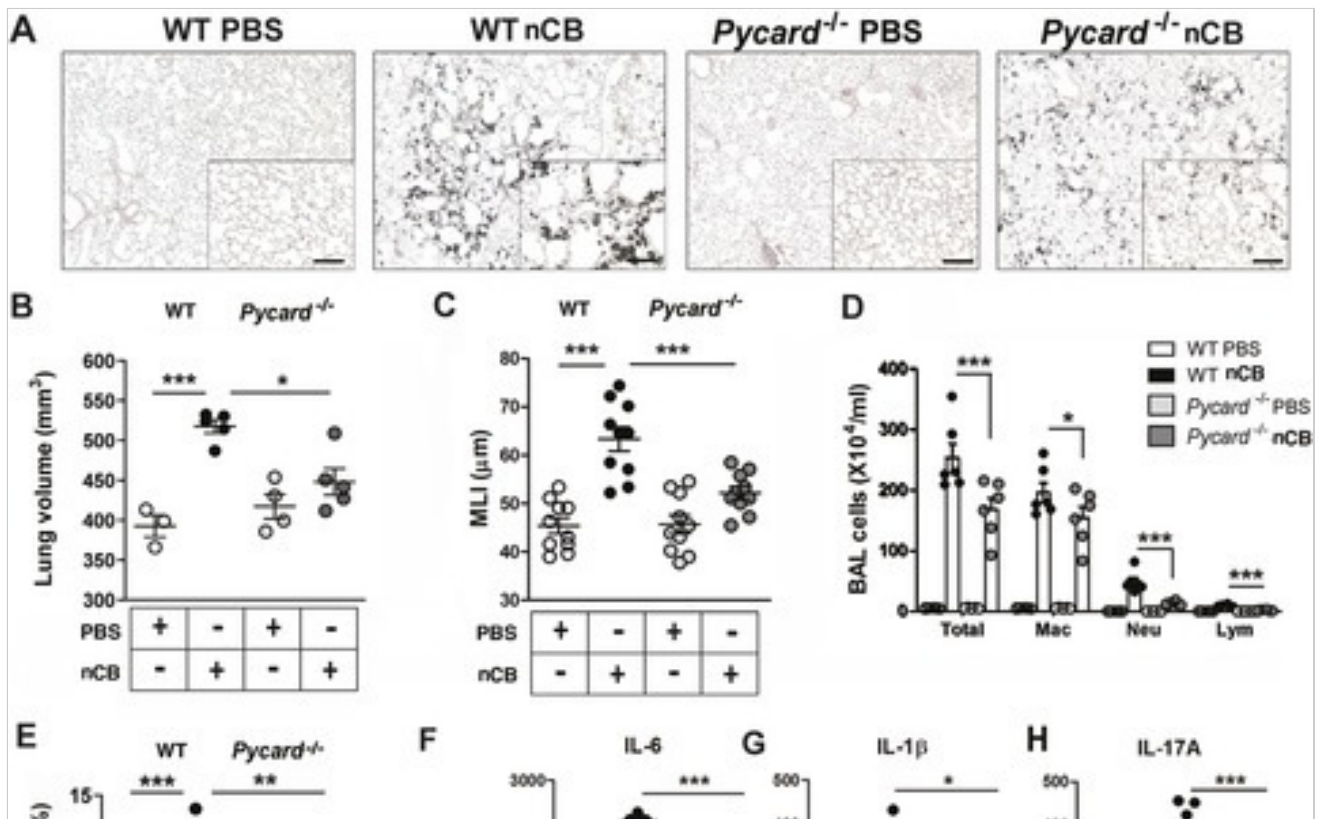 A
WT PBS
WT nCB
Pycard-/- PBS
Pycard-/- nCB
B
WT
Pycard-/-
***
*
Lung volume (mm3)
600
550
500
450
400
350
300
PBS + - + -
nCB - + - +
C
WT
Pycard-/-
***
***
MLI (μm)
80
70
60
50
40
30
PBS + - + -
nCB - + - +
D
WT PBS
WT nCB
Pycard-/- PBS
Pycard-/- nCB
***
*
***
***
BAL cells (X104/ml)
400
300
200
100
0
Total
Mac
Neu
Lym
E
WT
Pycard-/-
***
**
15
%)
F
IL-6
3000
***
G
IL-1β
500
*
H
IL-17A
500
***